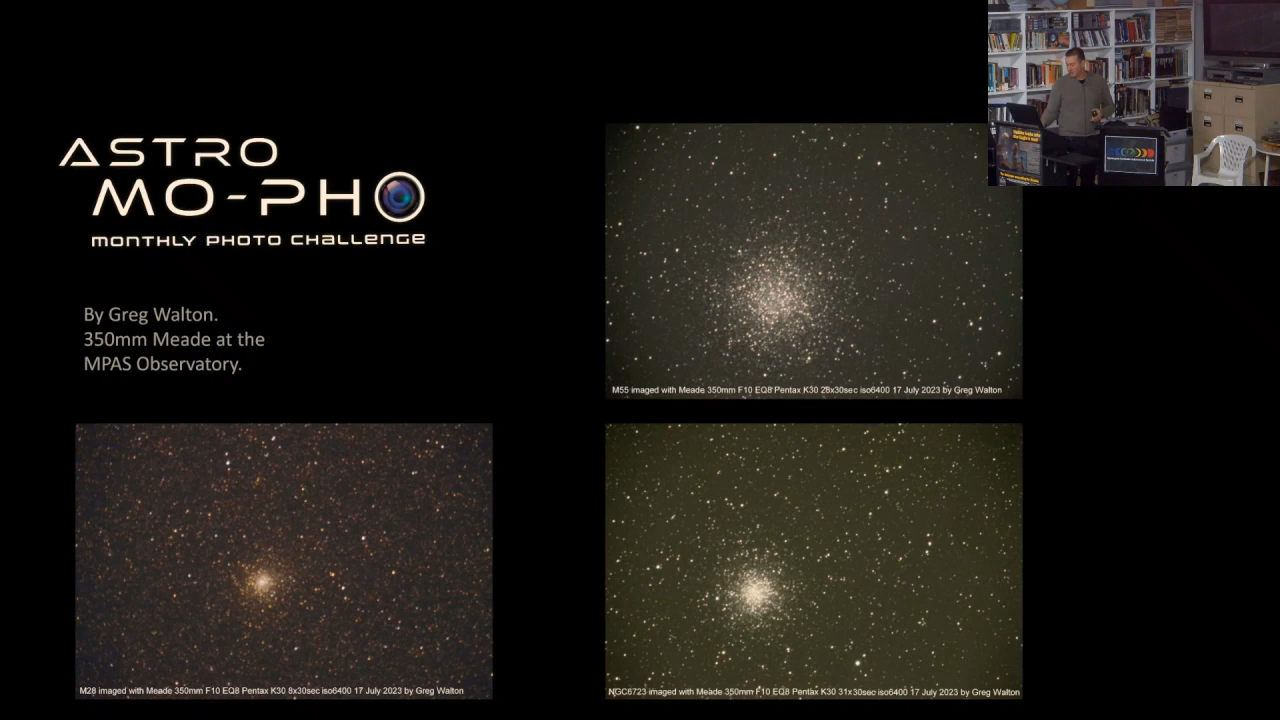 ASTRO
MO-PHO
MONTHLY PHOTO CHALLENGE
By Greg Walton.
350mm Meade at the
MPAS Observatory.
M55 imaged with Meade 350mm F10 EQ8 Pentax K30 28x30sec iso6400 17 July 2023 by Greg Walton
M28 imaged with Meade 350mm F10 EQ8 Pentax K30 8x30sec iso6400 17 July 2023 by Greg Walton
NGC6723 imaged with Meade 350mm F10 EQ8 Pentax K30 31x30sec iso6400 17 July 2023 by Greg Walton